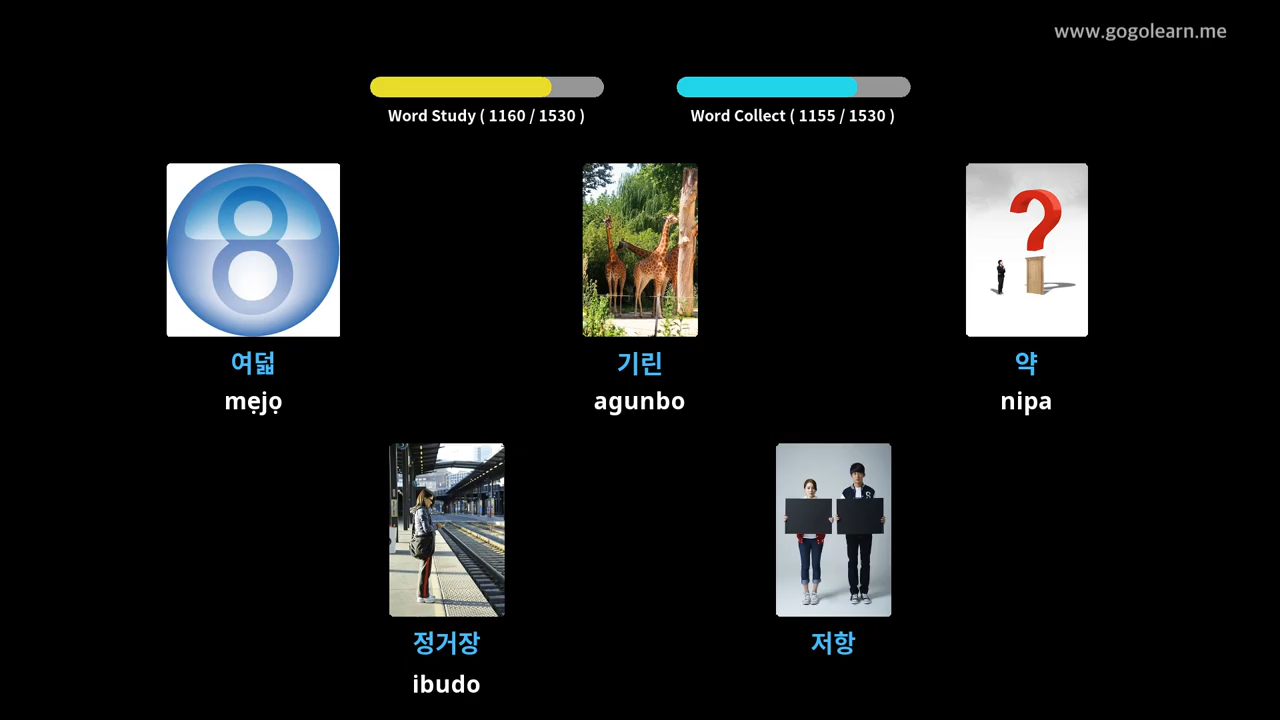 www.gogolearn.me
Word Study ( 1160 / 1530 )
Word Collect ( 1155 / 1530 )
8
여덟
mẹjọ
기린
agunbo
?
약
nipa
정거장
ibudo
저항